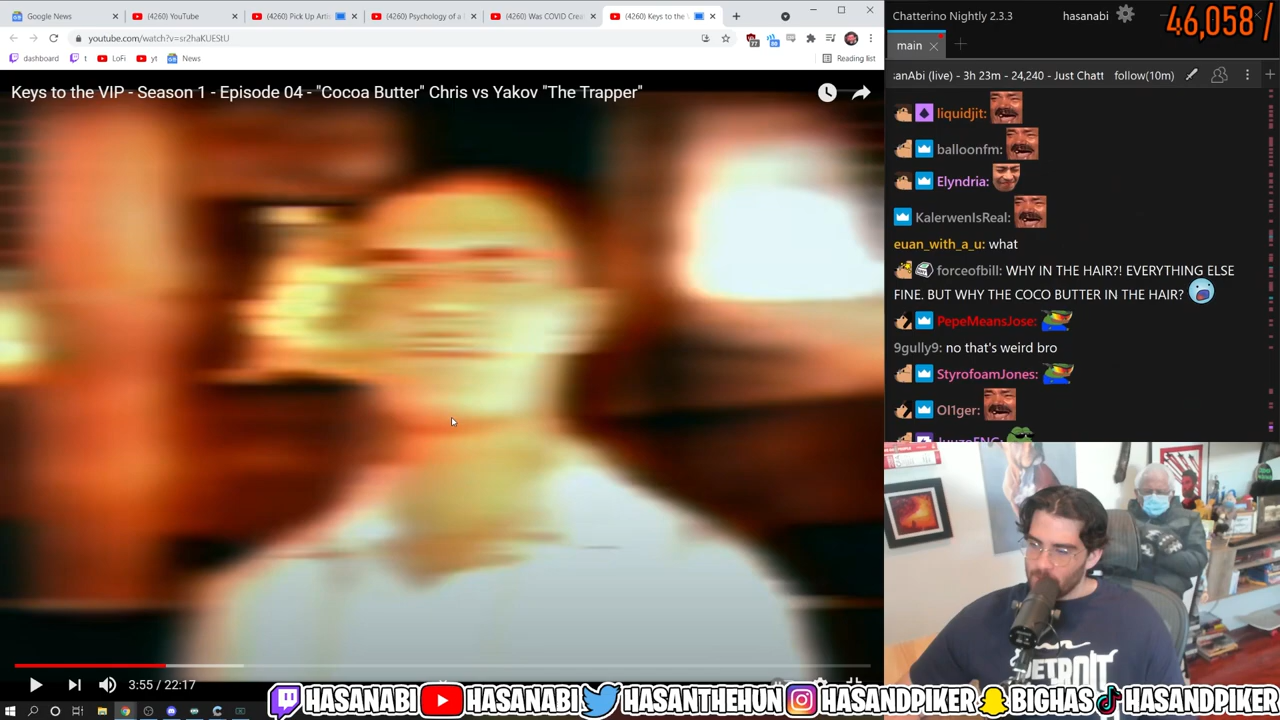 Google News
(4260) YouTube
(4260) Pick Up Arti
(4260) Psychology of a
(4260) Was COVID Crea
(4260) Keys to the V
youtube.com/watch?v=sr2haKUEStU
dashboard
t
LoFi
yt
News
Reading list
Keys to the VIP - Season 1 - Episode 04 - "Cocoa Butter" Chris vs Yakov "The Trapper"
3:55 / 22:17
Chatterino Nightly 2.3.3
hasanabi
46,058 /
main
anAbi (live) - 3h 23m - 24,240 - Just Chatt
follow(10m)
liquidjit:
balloonfm:
Elyndria:
KalerwenIsReal:
euan_with_a_u: what
forceofbill: WHY IN THE HAIR?! EVERYTHING ELSE
FINE. BUT WHY THE COCO BUTTER IN THE HAIR?
PepeMeansJose:
9gully9: no that's weird bro
StyrofoamJones:
DETROIT
HASANABI
HASANABI
HASANTHEHUN
HASANDPIKER
BIGHAS
HASANDPIKER